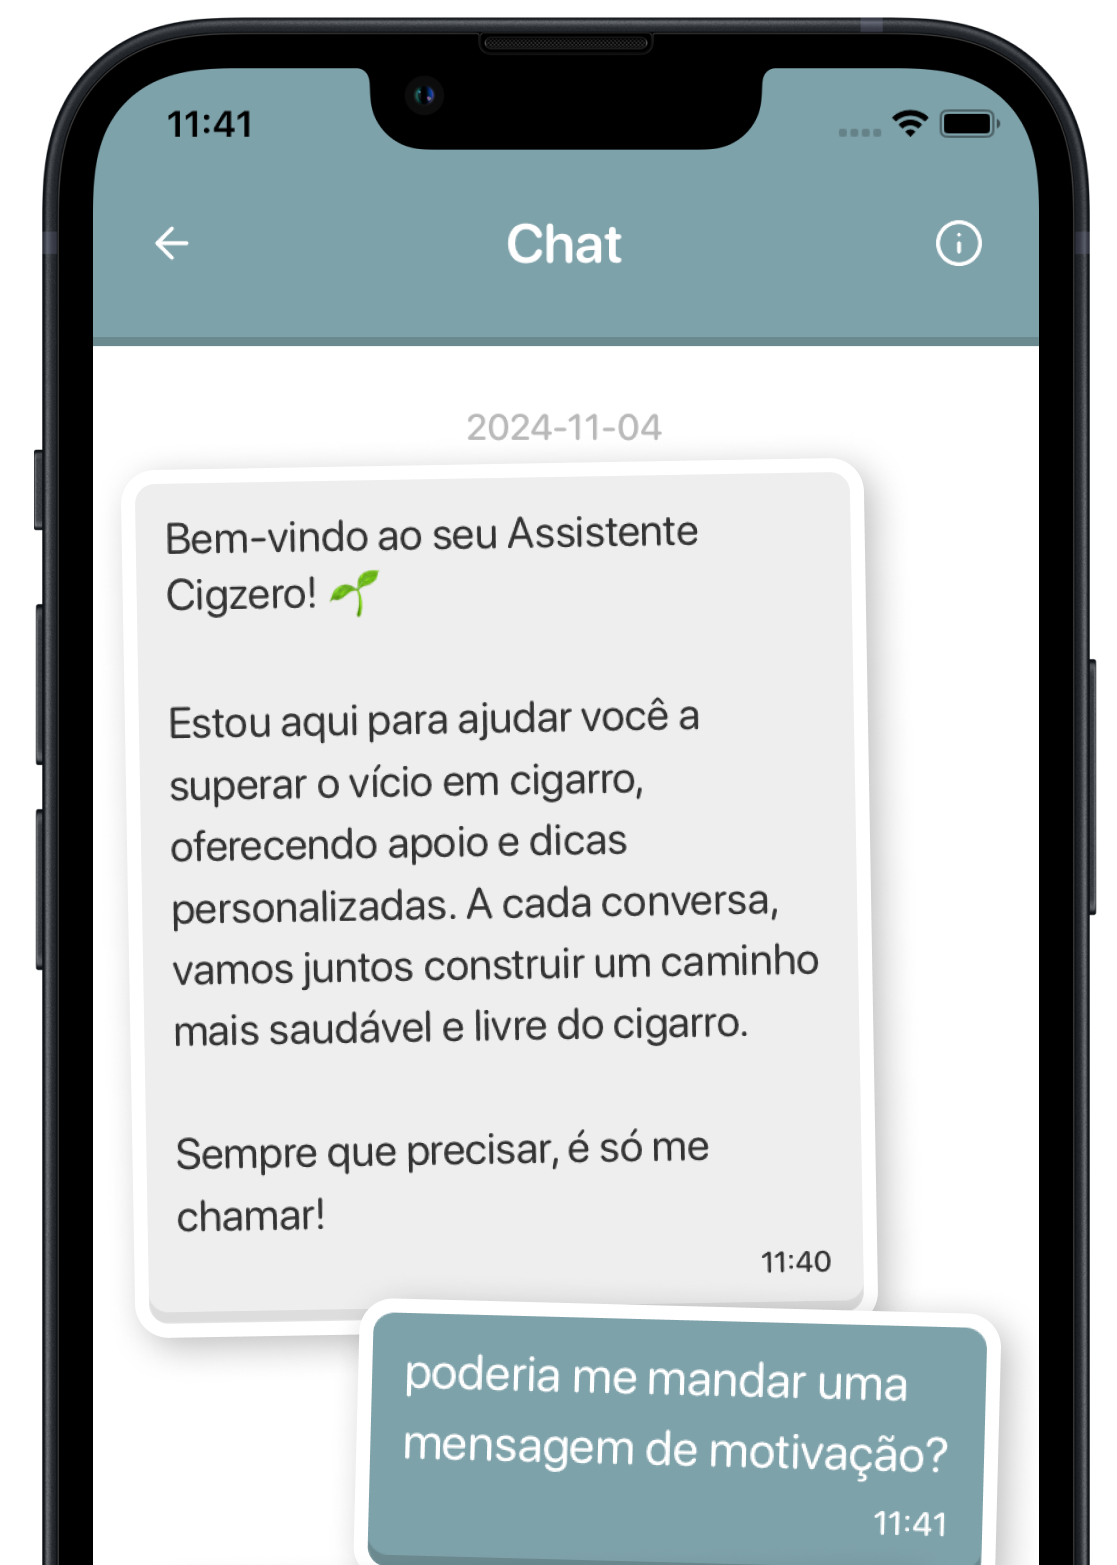 11:41
Chat
2024-11-04
Bem-vindo ao seu Assistente
Cigzero! 🌱
Estou aqui para ajudar você a
superar o vício em cigarro,
oferecendo apoio e dicas
personalizadas. A cada conversa,
vamos juntos construir um caminho
mais saudável e livre do cigarro.
Sempre que precisar, é só me
chamar!
11:40
poderia me mandar uma
mensagem de motivação?
11:41